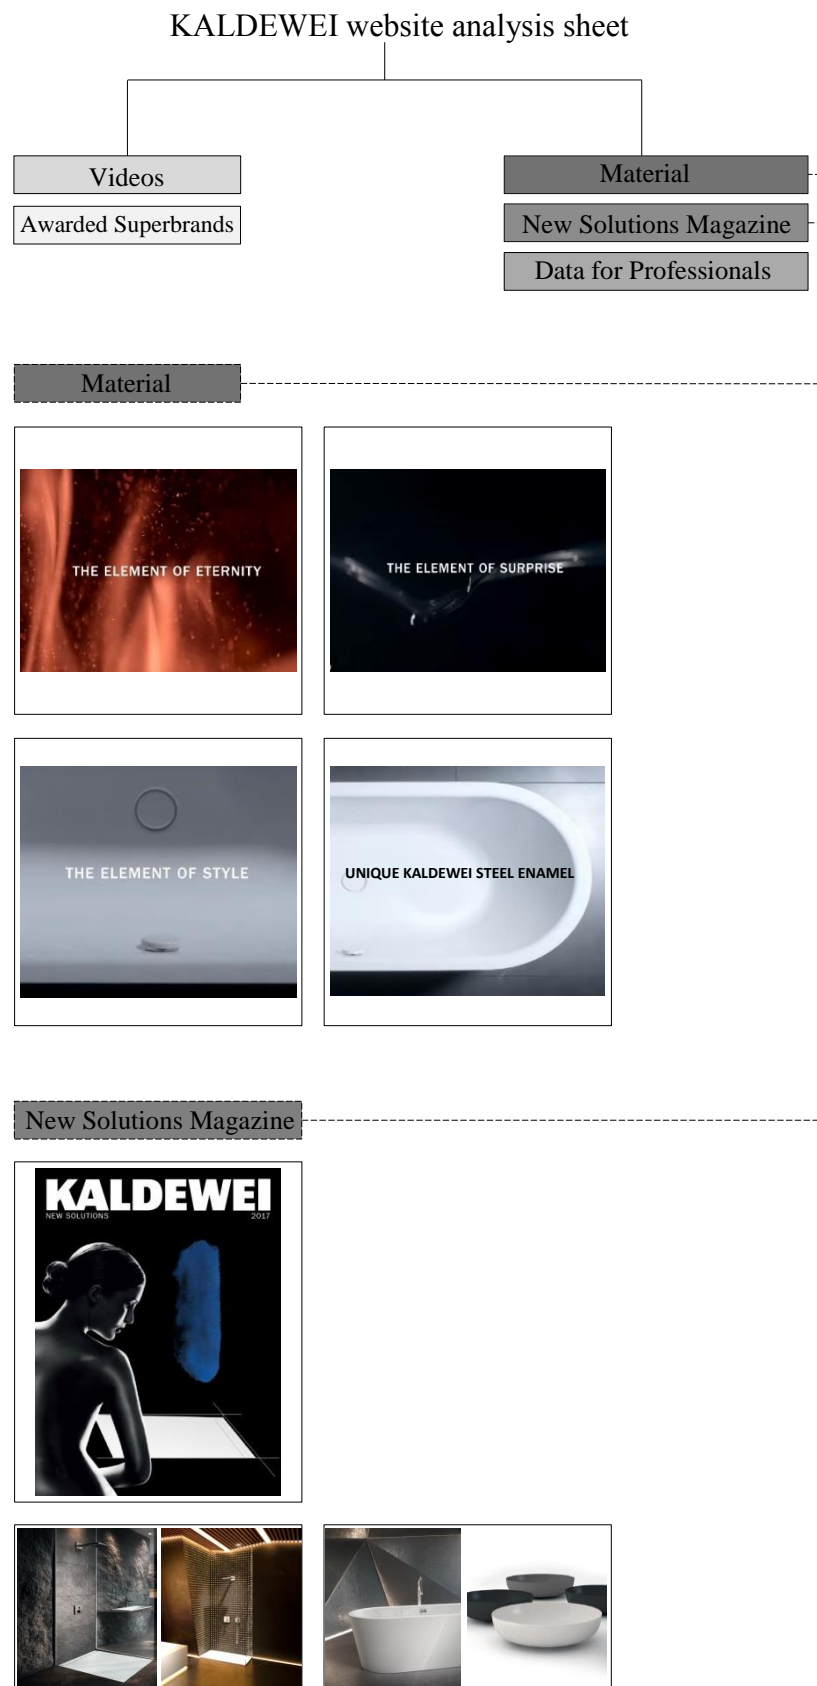 KALDEWEI website analysis sheet
Videos
Material
Awarded Superbrands
New Solutions Magazine
Data for Professionals
Material
THE ELEMENT OF ETERNITY
THE ELEMENT OF SURPRISE
THE ELEMENT OF STYLE
UNIQUE KALDEWEI STEEL ENAMEL
New Solutions Magazine
KALDEWEI
NEW SOLUTIONS 2017